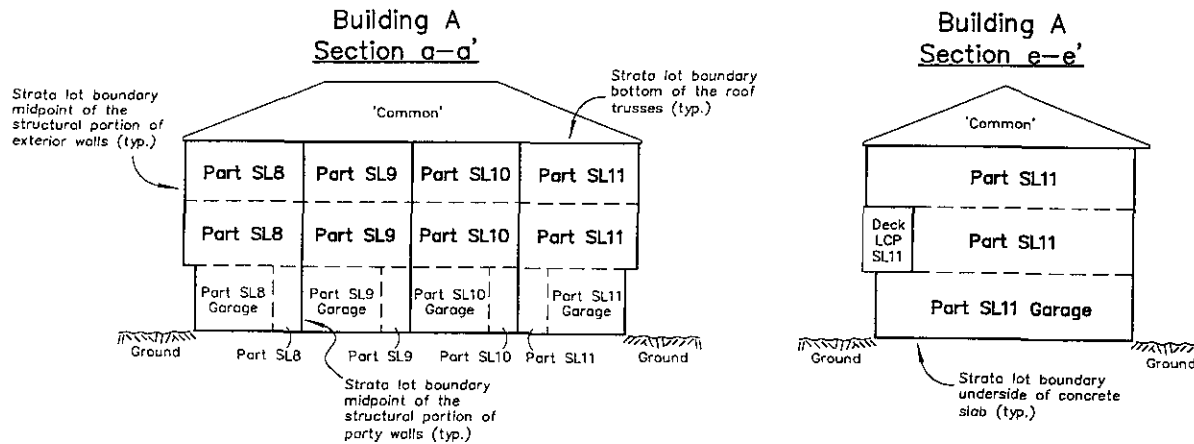 Building A
Section a–a'
Strata lot boundary
midpoint of the
structural portion of
exterior walls (typ.)
Strata lot boundary
bottom of the roof
trusses (typ.)
'Common'
Part SL8
Part SL9
Part SL10
Part SL11
Part SL8
Part SL9
Part SL10
Part SL11
Part SL8
Garage
Part SL9
Garage
Part SL10
Garage
Part SL11
Garage
Ground
Part SL8
Part SL9
Part SL10
Part SL11
Ground
Strata lot boundary
midpoint of the
structural portion of
party walls (typ.)
Building A
Section e–e'
'Common'
Part SL11
Deck
LCP
SL11
Part SL11
Part SL11 Garage
Ground
Ground
Strata lot boundary
underside of concrete
slab (typ.)